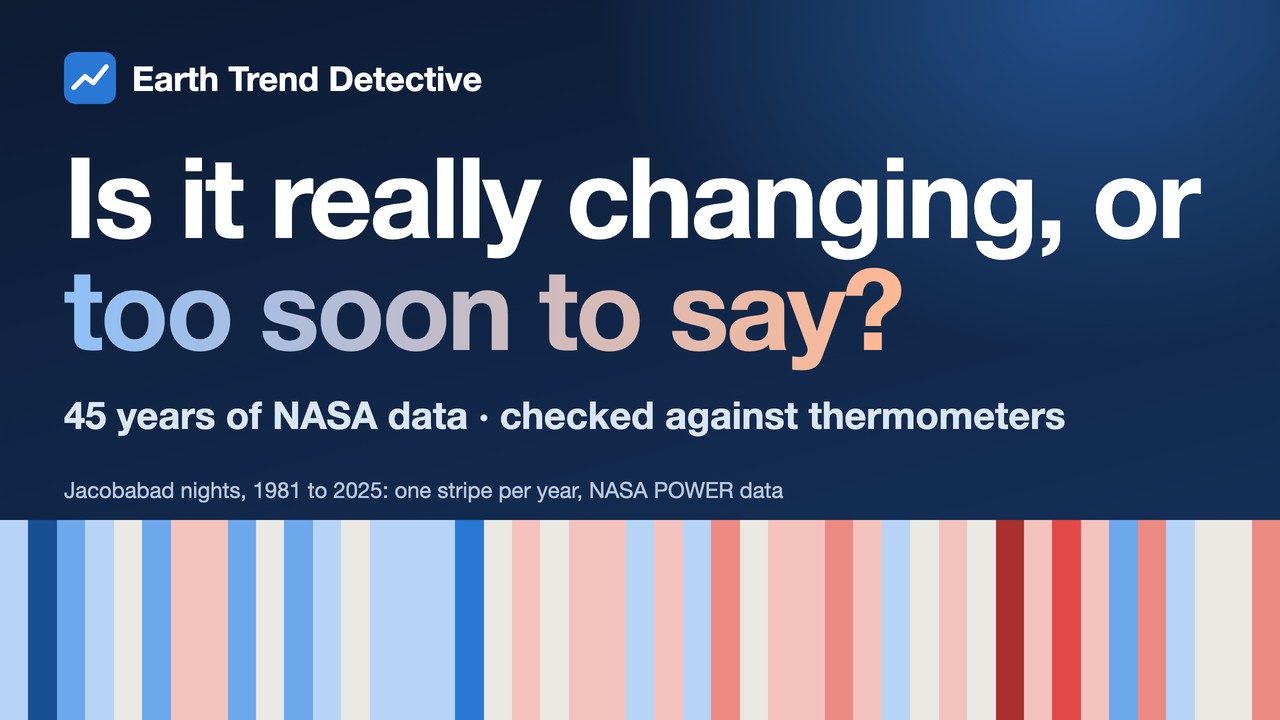 Earth Trend Detective
Is it really changing, or
too soon to say?
45 years of NASA data · checked against thermometers
Jacobabad nights, 1981 to 2025: one stripe per year, NASA POWER data